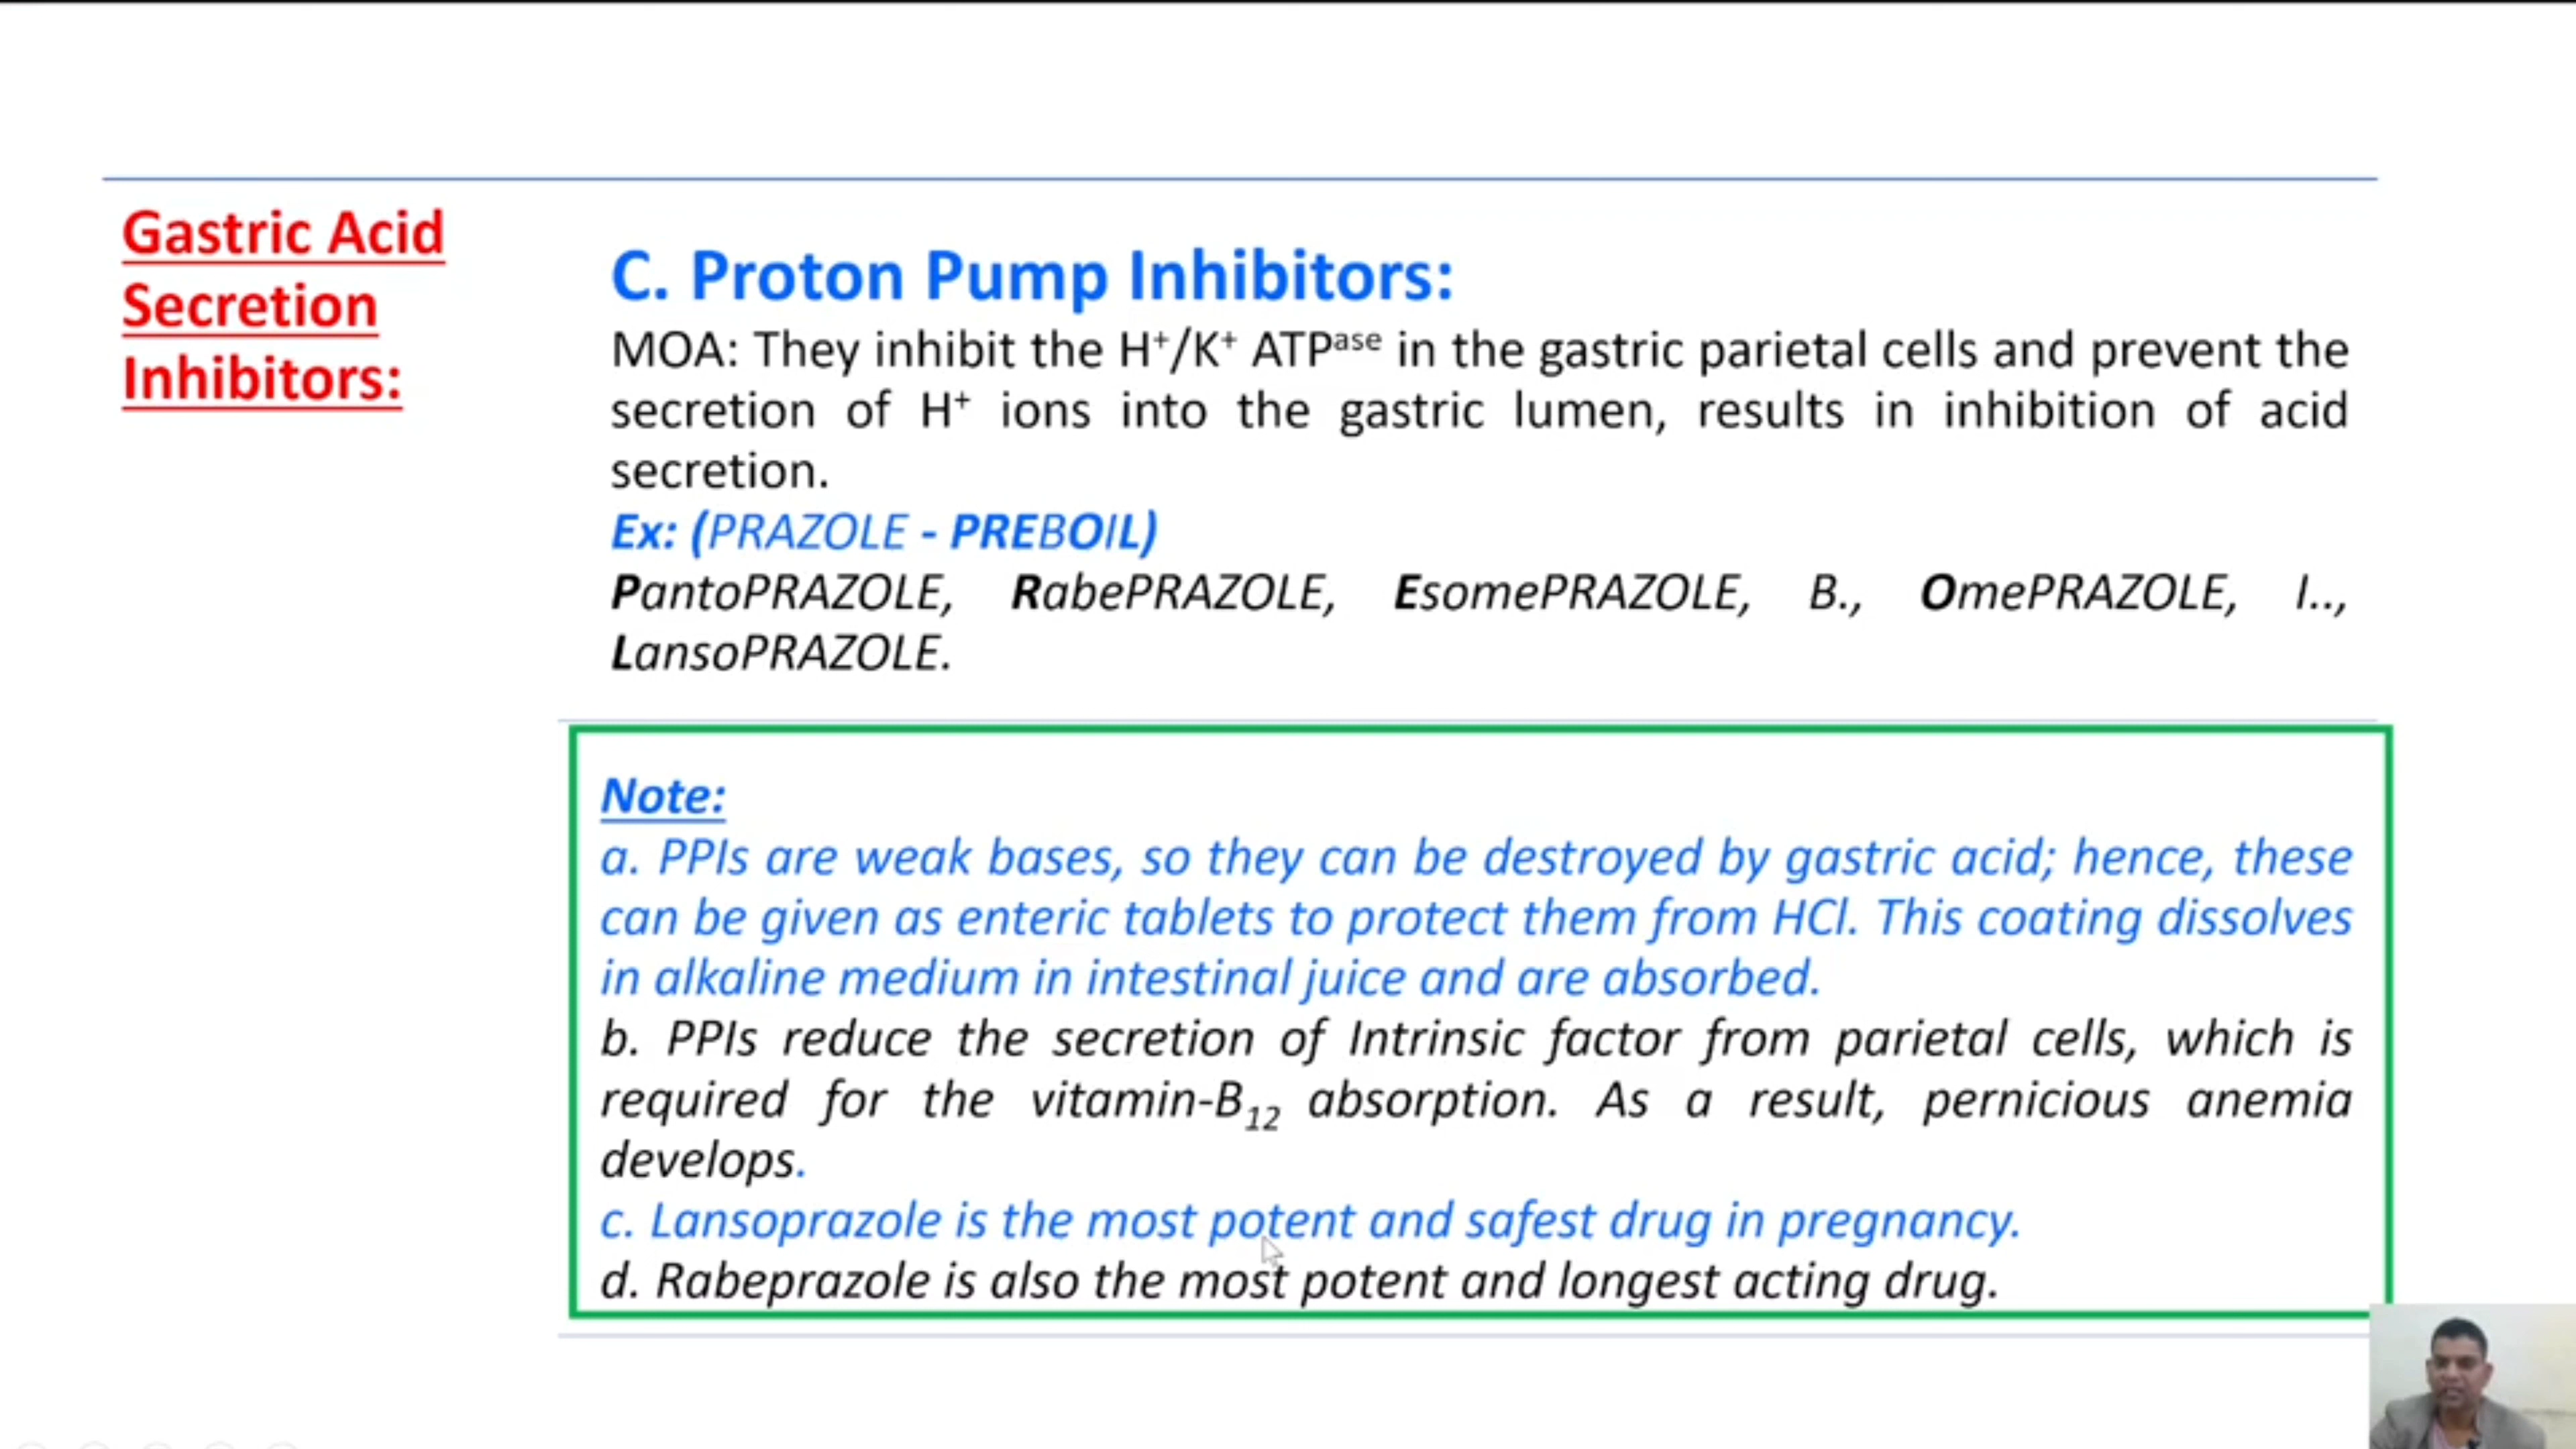 Gastric Acid
Secretion
Inhibitors:
C. Proton Pump Inhibitors:
MOA: They inhibit the H⁺/K⁺ ATPᵃˢᵉ in the gastric parietal cells and prevent the
secretion of H⁺ ions into the gastric lumen, results in inhibition of acid
secretion.
Ex: (PRAZOLE - PREBOIL)
PantoPRAZOLE, RabePRAZOLE, EsomePRAZOLE, B., OmePRAZOLE, I..,
LansoPRAZOLE.
Note:
a. PPIs are weak bases, so they can be destroyed by gastric acid; hence, these
can be given as enteric tablets to protect them from HCl. This coating dissolves
in alkaline medium in intestinal juice and are absorbed.
b. PPIs reduce the secretion of Intrinsic factor from parietal cells, which is
required for the vitamin-B₁₂ absorption. As a result, pernicious anemia
develops.
c. Lansoprazole is the most potent and safest drug in pregnancy.
d. Rabeprazole is also the most potent and longest acting drug.